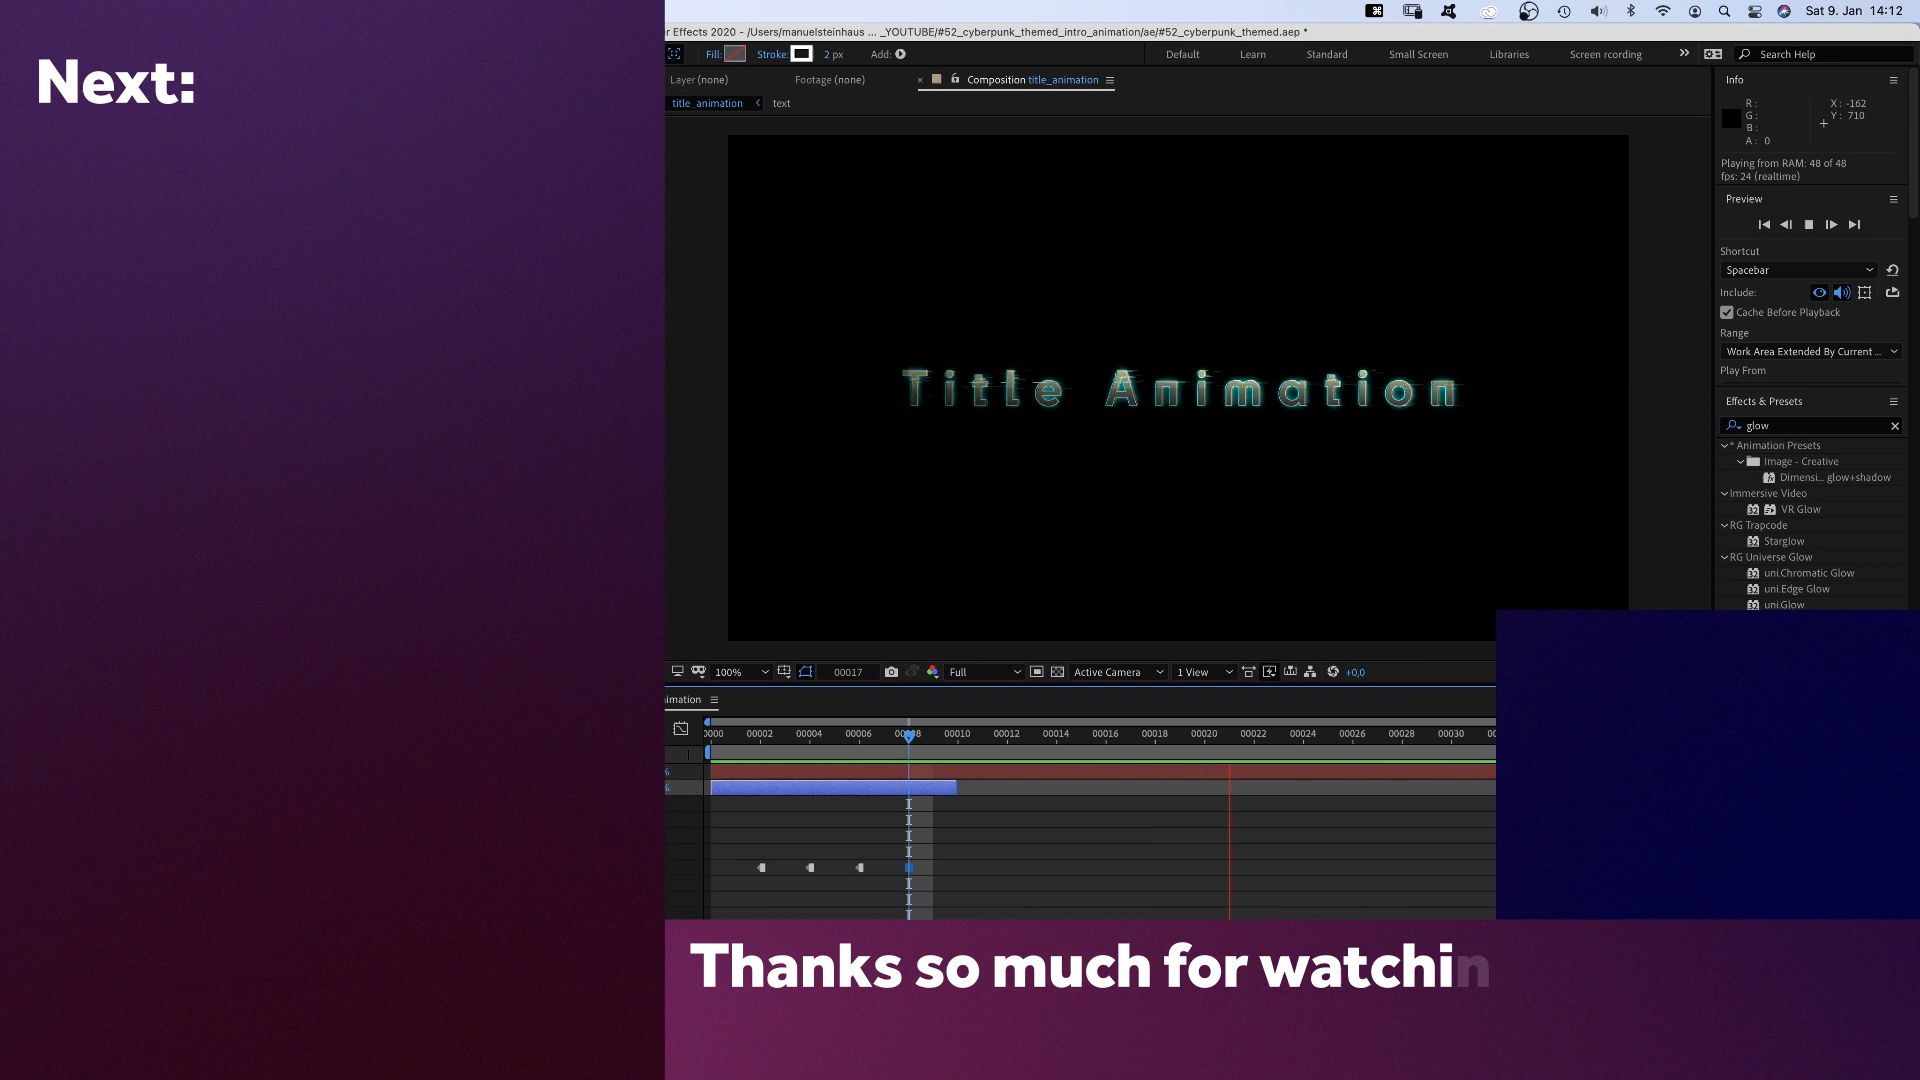 Next:
Sat 9. Jan 14:12
r Effects 2020 - /Users/manuelsteinhaus ... _YOUTUBE/#52_cyberpunk_themed_intro_animation/ae/#52_cyberpunk_themed.aep *
Fill: Stroke: 2 px Add:
Default Learn Standard Small Screen Libraries Screen recording
Search Help
Layer (none) Footage (none) × Composition title_animation
title_animation text
Info
R :
G :
B :
A : 0
X : -162
Y : 710
Playing from RAM: 48 of 48
fps: 24 (realtime)
Preview
Shortcut
Spacebar
Include:
Cache Before Playback
Range
Work Area Extended By Current ...
Play From
Effects & Presets
glow
* Animation Presets
Image - Creative
Dimensi... glow+shadow
Immersive Video
VR Glow
RG Trapcode
Starglow
RG Universe Glow
uni.Chromatic Glow
uni.Edge Glow
uni.Glow
Title Animation
100% 00017 Full Active Camera 1 View +0,0
imation
0000 00002 00004 00006 00008 00010 00012 00014 00016 00018 00020 00022 00024 00026 00028 00030 00
%
%
Thanks so much for watchin